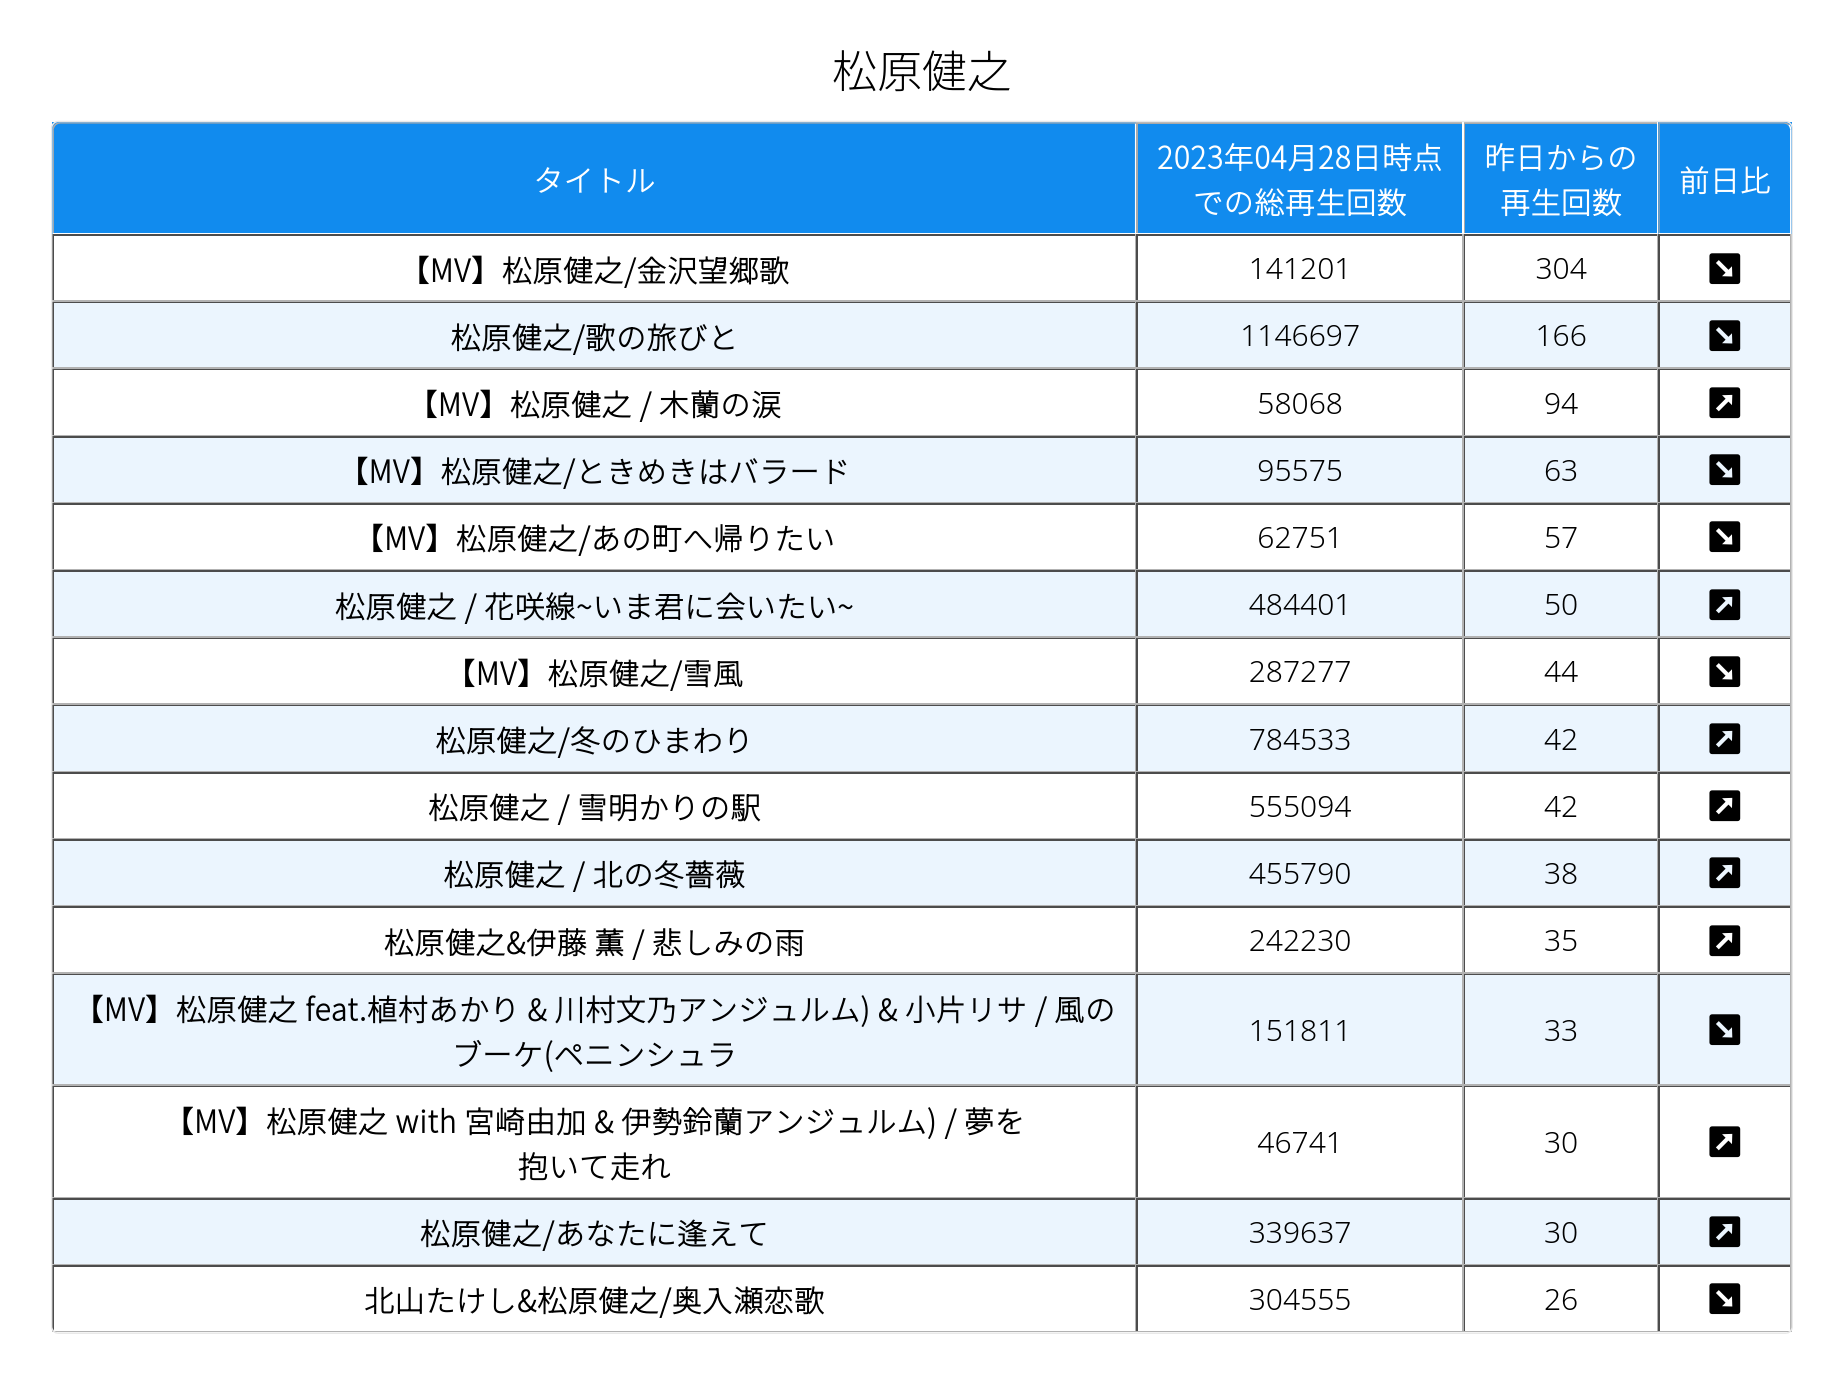 松原健之
タイトル
2023年04月28日時点
での総再生回数
昨日からの
再生回数
前日比
【MV】松原健之/金沢望郷歌 141201 304
松原健之/歌の旅びと 1146697 166
【MV】松原健之 / 木蘭の涙 58068 94
【MV】松原健之/ときめきはバラード 95575 63
【MV】松原健之/あの町へ帰りたい 62751 57
松原健之 / 花咲線~いま君に会いたい~ 484401 50
【MV】松原健之/雪風 287277 44
松原健之/冬のひまわり 784533 42
松原健之 / 雪明かりの駅 555094 42
松原健之 / 北の冬薔薇 455790 38
松原健之&伊藤 薫 / 悲しみの雨 242230 35
【MV】松原健之 feat.植村あかり & 川村文乃アンジュルム) & 小片リサ / 風の
ブーケ(ペニンシュラ 151811 33
【MV】松原健之 with 宮崎由加 & 伊勢鈴蘭アンジュルム) / 夢を
抱いて走れ 46741 30
松原健之/あなたに逢えて 339637 30
北山たけし&松原健之/奥入瀬恋歌 304555 26